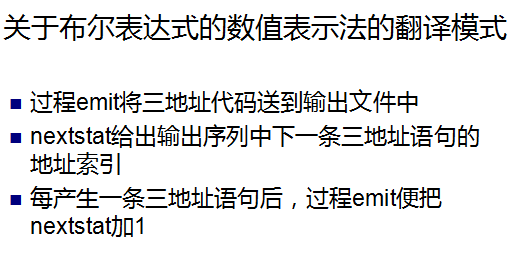 关于布尔表达式的数值表示法的翻译模式
过程emit将三地址代码送到输出文件中
nextstat给出输出序列中下一条三地址语句的
地址索引
每产生一条三地址语句后，过程emit便把
nextstat加1